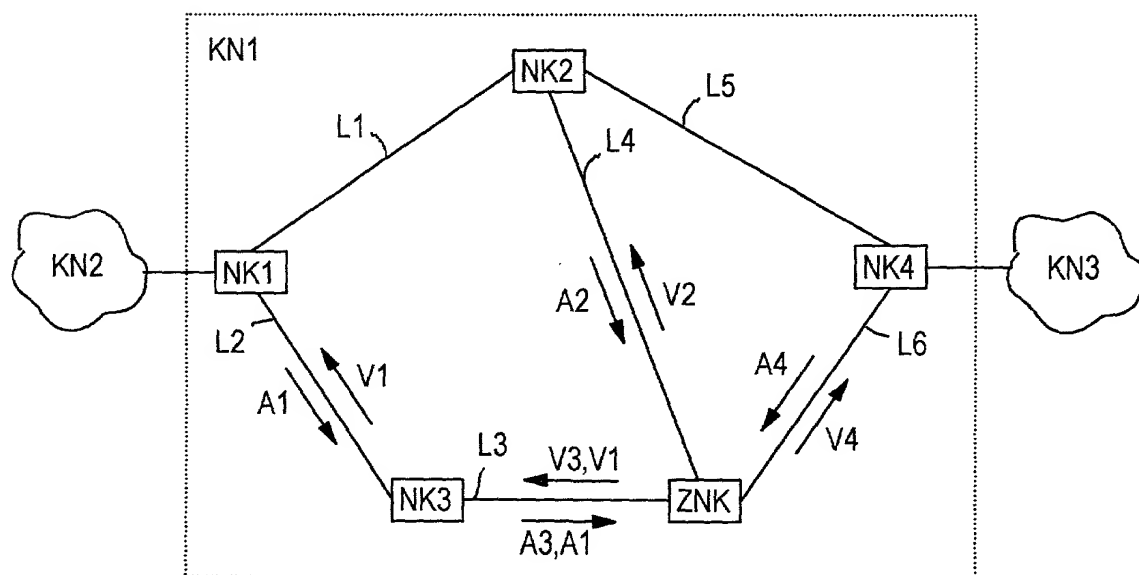 KN1
NK2
L5
L1
L4
KN2
NK1
NK4
KN3
A2
V2
L2
L6
V1
A4
A1
V4
L3
V3,V1
NK3
ZNK
A3,A1